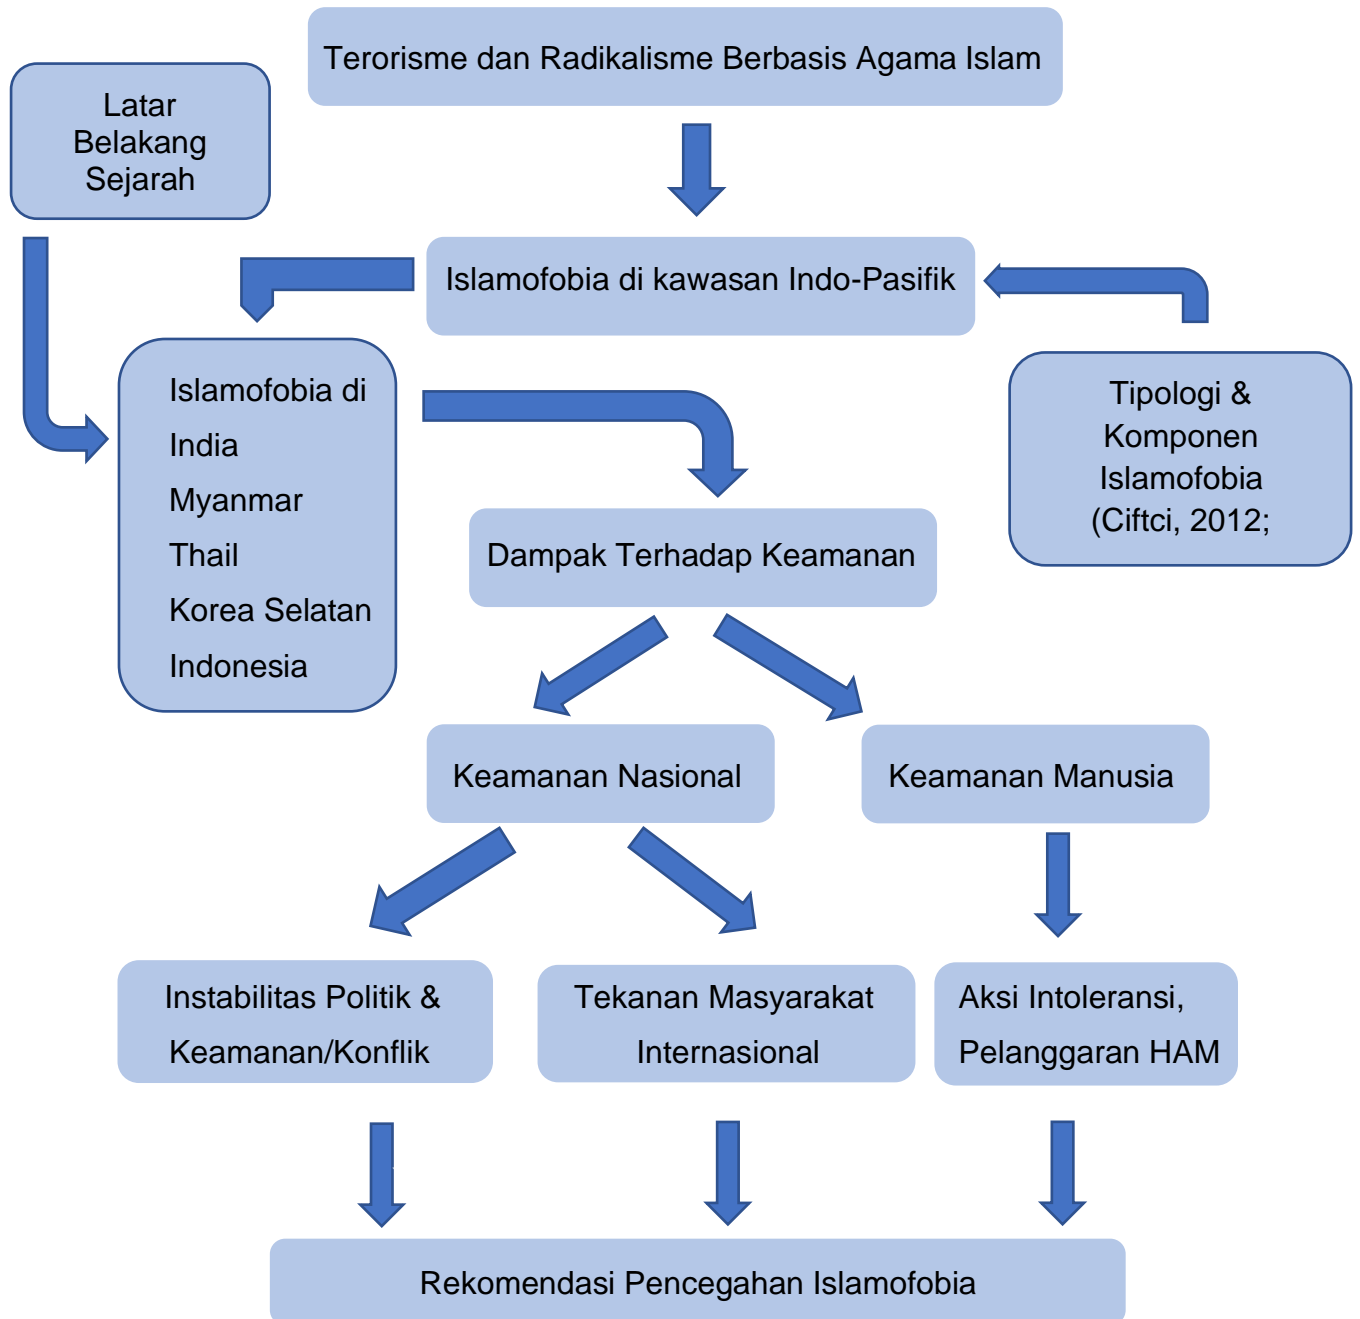 Terorisme dan Radikalisme Berbasis Agama Islam
Latar
Belakang
Sejarah
Islamofobia di kawasan Indo-Pasifik
Islamofobia di
India
Myanmar
Thail
Korea Selatan
Indonesia
Tipologi &
Komponen
Islamofobia
(Ciftci, 2012;
Dampak Terhadap Keamanan
Keamanan Nasional
Keamanan Manusia
Instabilitas Politik &
Keamanan/Konflik
Tekanan Masyarakat
Internasional
Aksi Intoleransi,
Pelanggaran HAM
Rekomendasi Pencegahan Islamofobia